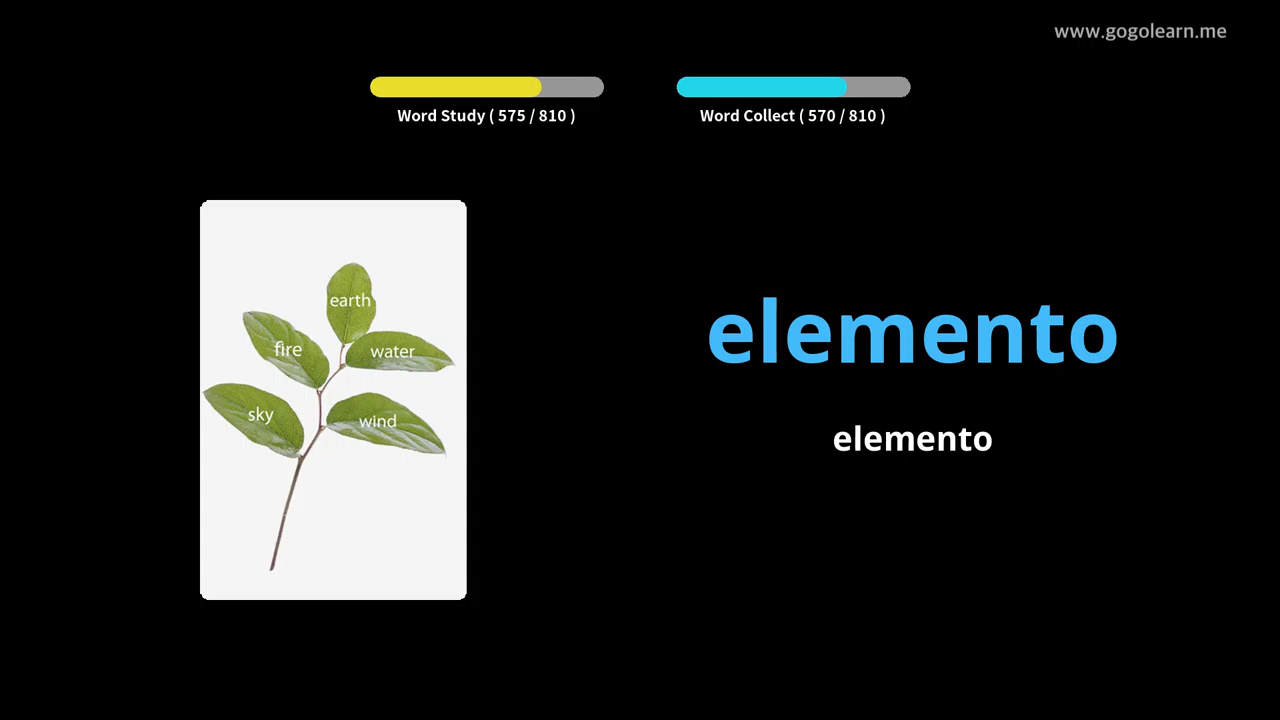 www.gogolearn.me
Word Study ( 575 / 810 )
Word Collect ( 570 / 810 )
earth
fire
water
sky
wind
elemento
elemento